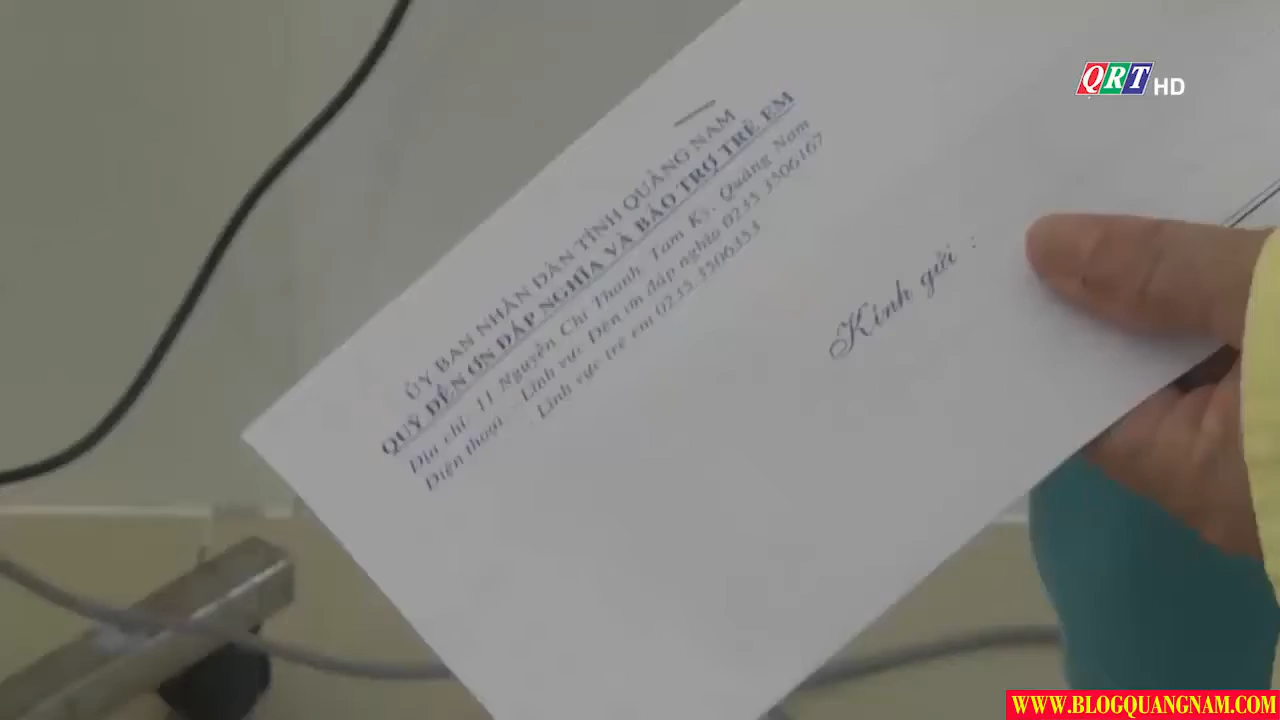 QRT HD
ỦY BAN NHÂN DÂN TỈNH QUẢNG NAM
QUỸ ĐỀN ƠN ĐÁP NGHĨA VÀ BẢO TRỢ TRẺ EM
Địa chỉ: 11 Nguyễn Chí Thanh Tam Kỳ, Quảng Nam
Điện thoại: Lĩnh vực Đền ơn đáp nghĩa 0235 3506167
Lĩnh vực trẻ em 0235
Kính gửi :
WWW.BLOGQUANGNAM.COM